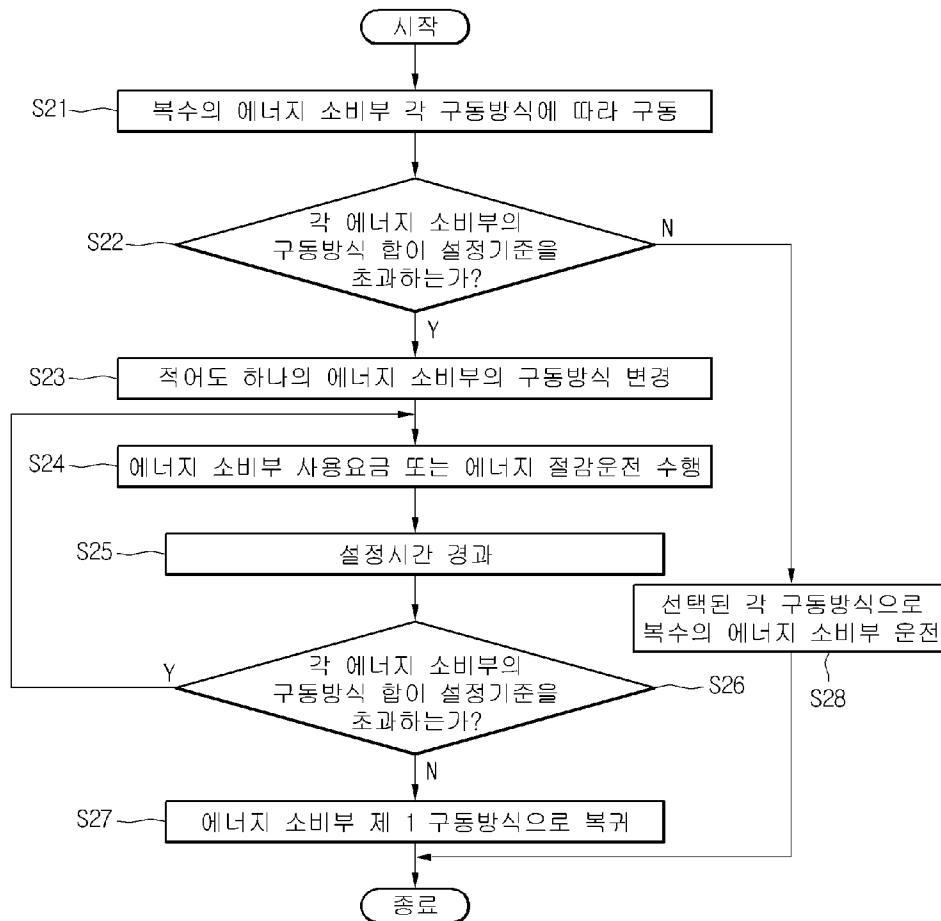 시작
S21
복수의 에너지 소비부 각 구동방식에 따라 구동
S22
각 에너지 소비부의
구동방식 합이 설정기준을
초과하는가?
N
Y
S23
적어도 하나의 에너지 소비부의 구동방식 변경
S24
에너지 소비부 사용요금 또는 에너지 절감운전 수행
S25
설정시간 경과
선택된 각 구동방식으로
복수의 에너지 소비부 운전
S28
Y
각 에너지 소비부의
구동방식 합이 설정기준을
초과하는가?
S26
N
S27
에너지 소비부 제 1 구동방식으로 복귀
종료